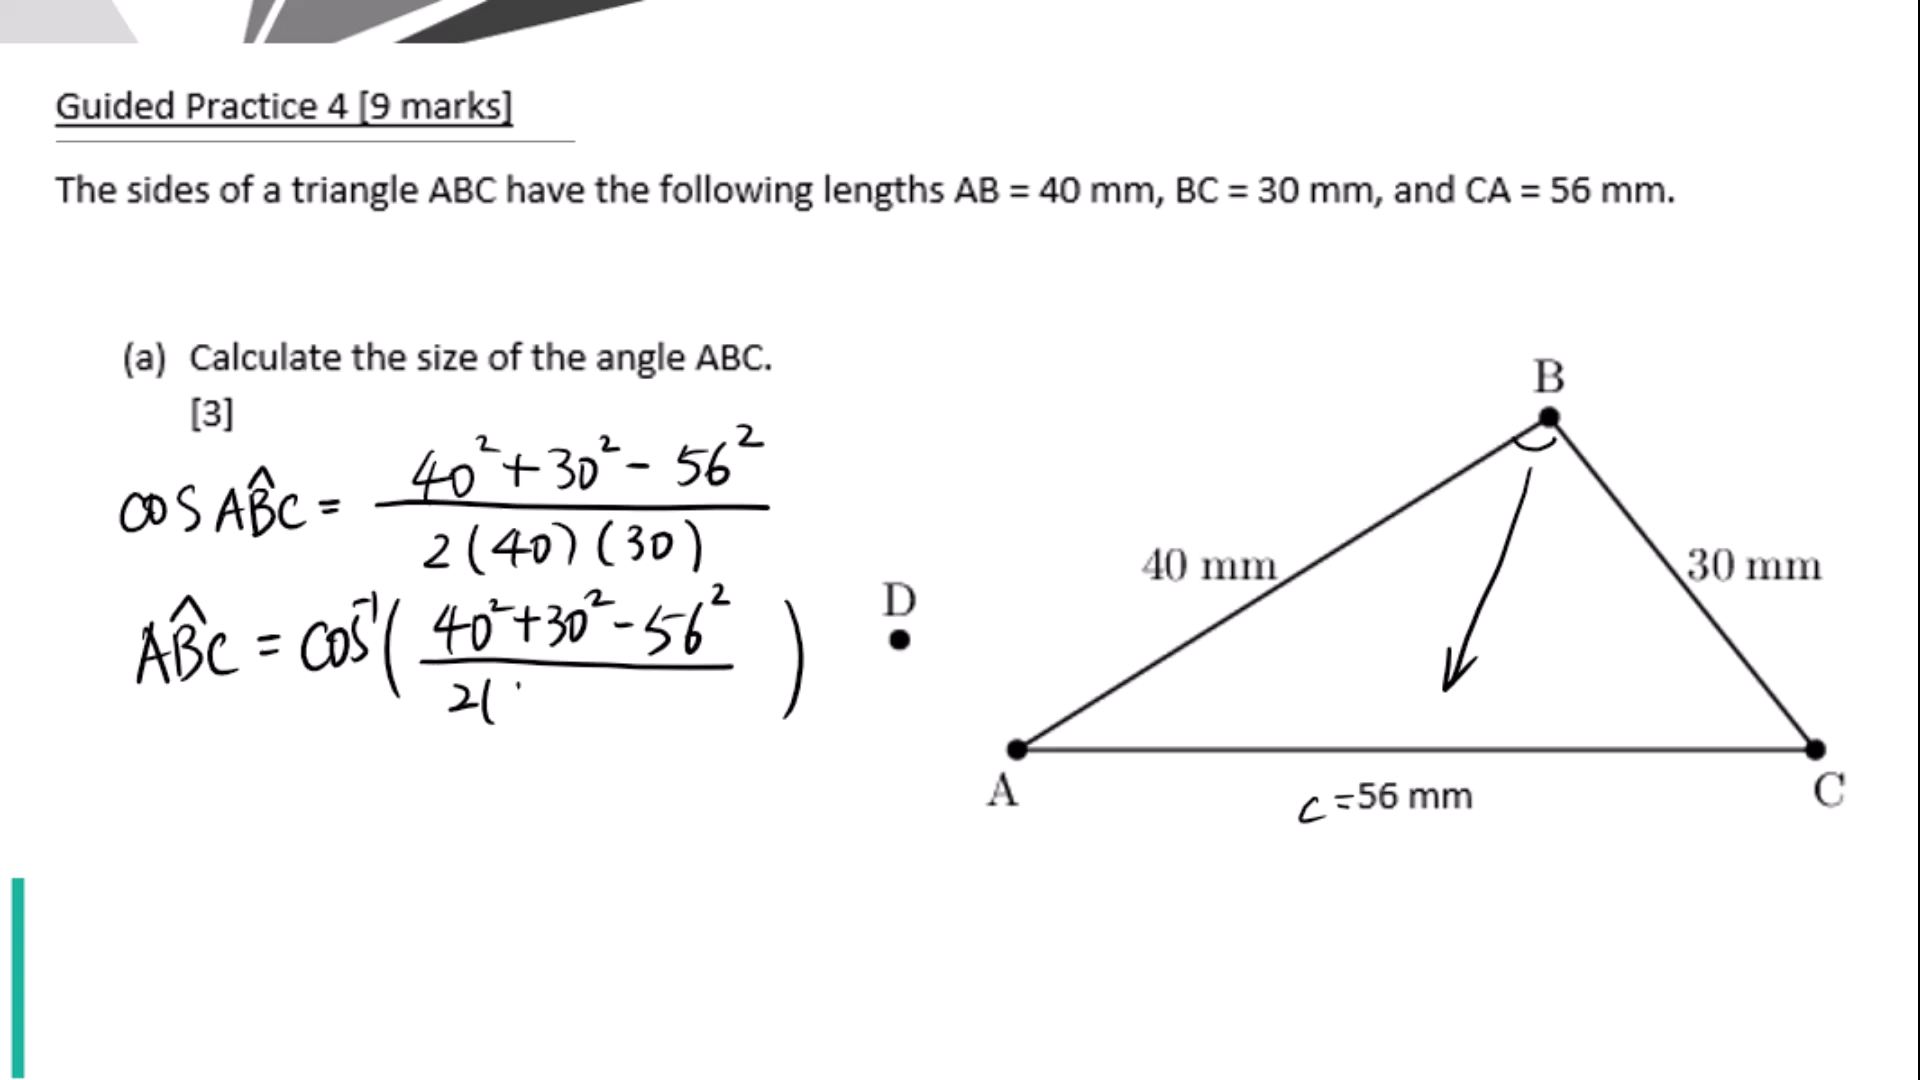 Guided Practice 4 [9 marks]
The sides of a triangle ABC have the following lengths AB = 40 mm, BC = 30 mm, and CA = 56 mm.
(a) Calculate the size of the angle ABC.
[3]
cos AB̂C = (40² + 30² - 56²) / (2(40)(30))
AB̂C = cos⁻¹((40² + 30² - 56²) / (2( ))
B
40 mm
30 mm
D
A
C
c = 56 mm